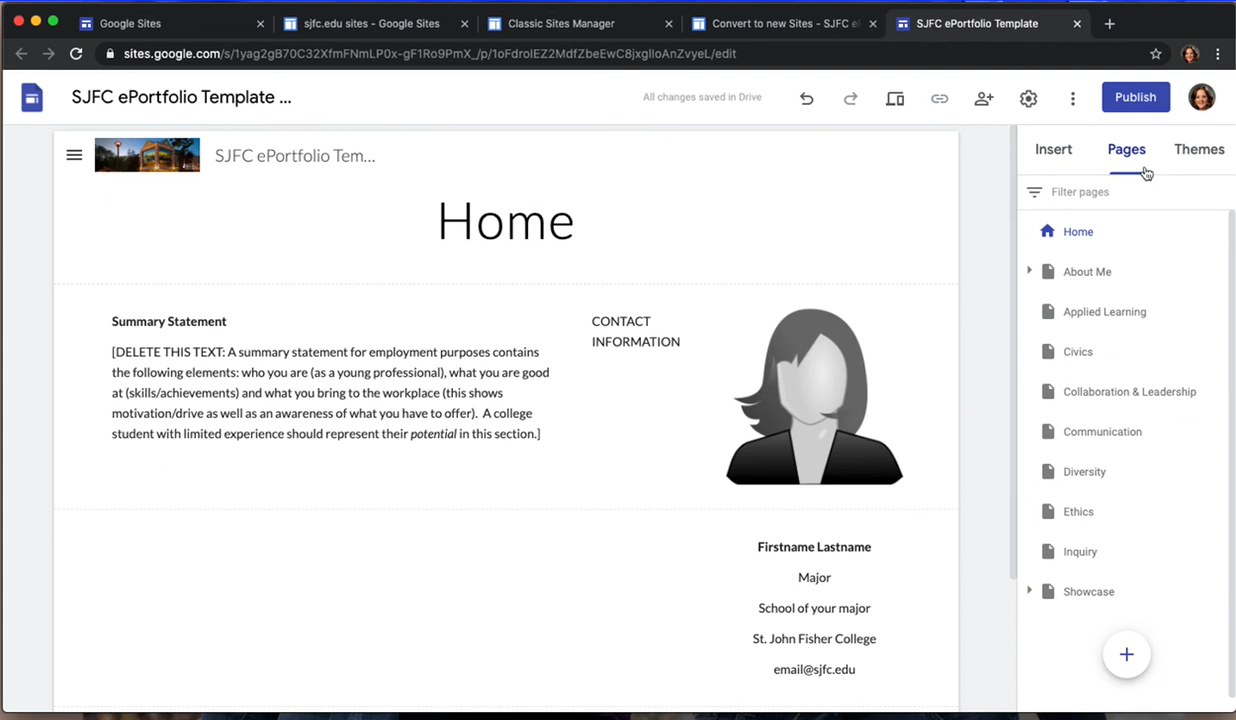 Google Sites
sjfc.edu sites - Google Sites
Classic Sites Manager
Convert to new Sites - SJFC eP
SJFC ePortfolio Template
sites.google.com/s/1yag2gB70C32XfmFNmLP0x-gF1Ro9PmX_/p/1oFdroIEZ2MdfZbeEwC8jxgIIoAnZvyeL/edit
SJFC ePortfolio Template ...
All changes saved in Drive
Publish
SJFC ePortfolio Tem...
Insert
Pages
Themes
Filter pages
Home
Home
About Me
Applied Learning
Civics
Collaboration & Leadership
Communication
Diversity
Ethics
Inquiry
Showcase
Summary Statement
[DELETE THIS TEXT: A summary statement for employment purposes contains
the following elements: who you are (as a young professional), what you are good
at (skills/achievements) and what you bring to the workplace (this shows
motivation/drive as well as an awareness of what you have to offer).  A college
student with limited experience should represent their potential in this section.]
CONTACT
INFORMATION
Firstname Lastname
Major
School of your major
St. John Fisher College
email@sjfc.edu